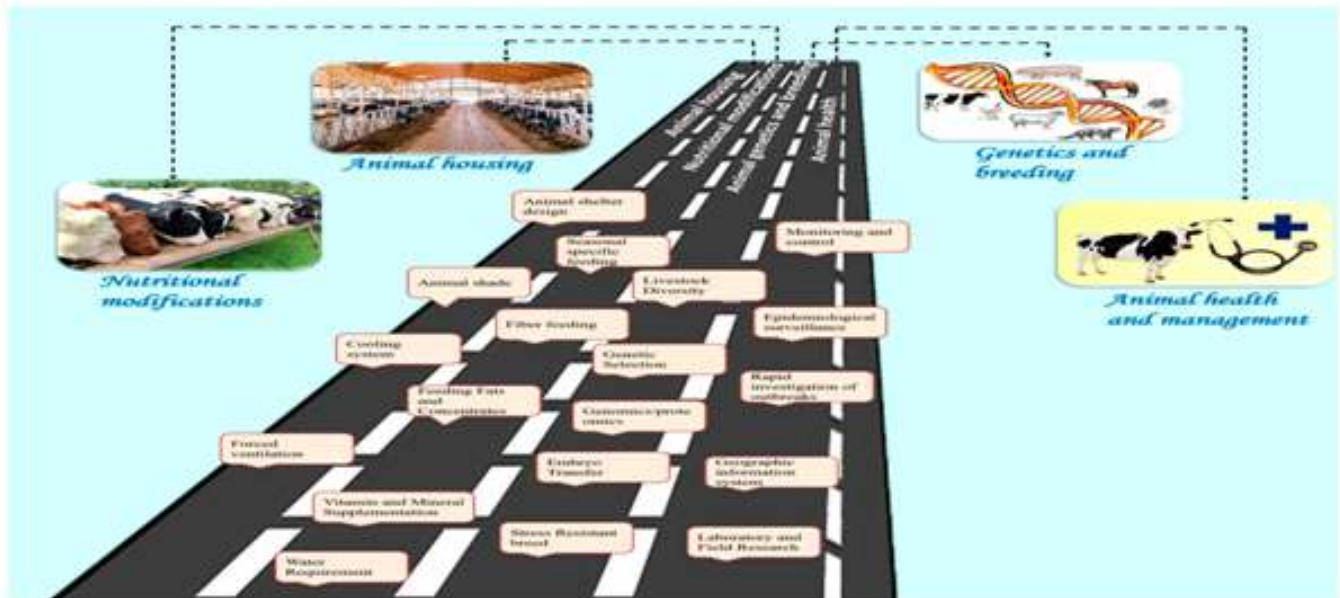 Animal housing
Nutritional modifications
Animal genetics and breeding
Animal health
Animal housing
Genetics and
breeding
Nutritional
modifications
Animal health
and management
Animal shelter
design
Seasonal
specific
feeding
Monitoring and
control
Animal shade
Livestock
Diversity
Fiber feeding
Epidemiological
surveillance
Cooling
system
Genetic
Selection
Rapid
investigation of
outbreaks
Feeding Fats
and
Concentrates
Genomics/prote
omics
Forced
ventilation
Embryo
Transfer
Geographic
information
system
Vitamin and Mineral
Supplementation
Stress Resistant
breed
Laboratory and
Field Research
Water
Requirement